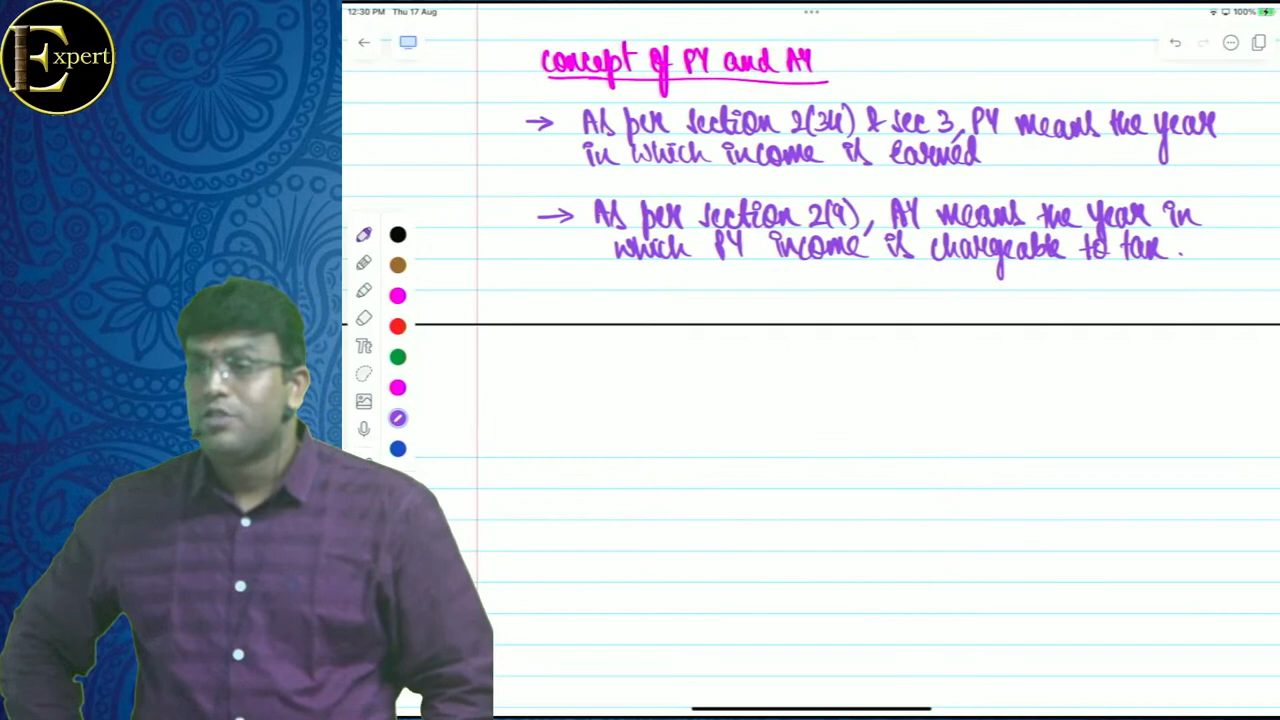 12:30 PM Thu 17 Aug
100%
Expert
concept of PY and AY
→ As per section 2(34) & sec 3, PY means the year
in which income is earned
→ As per section 2(9), AY means the year in
which PY income is chargeable to tax.
Tt